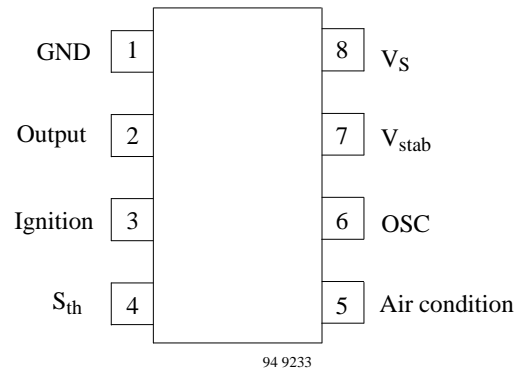 GND 1 8 VS
Output 2 7 Vstab
Ignition 3 6 OSC
Sth 4 5 Air condition
94 9233